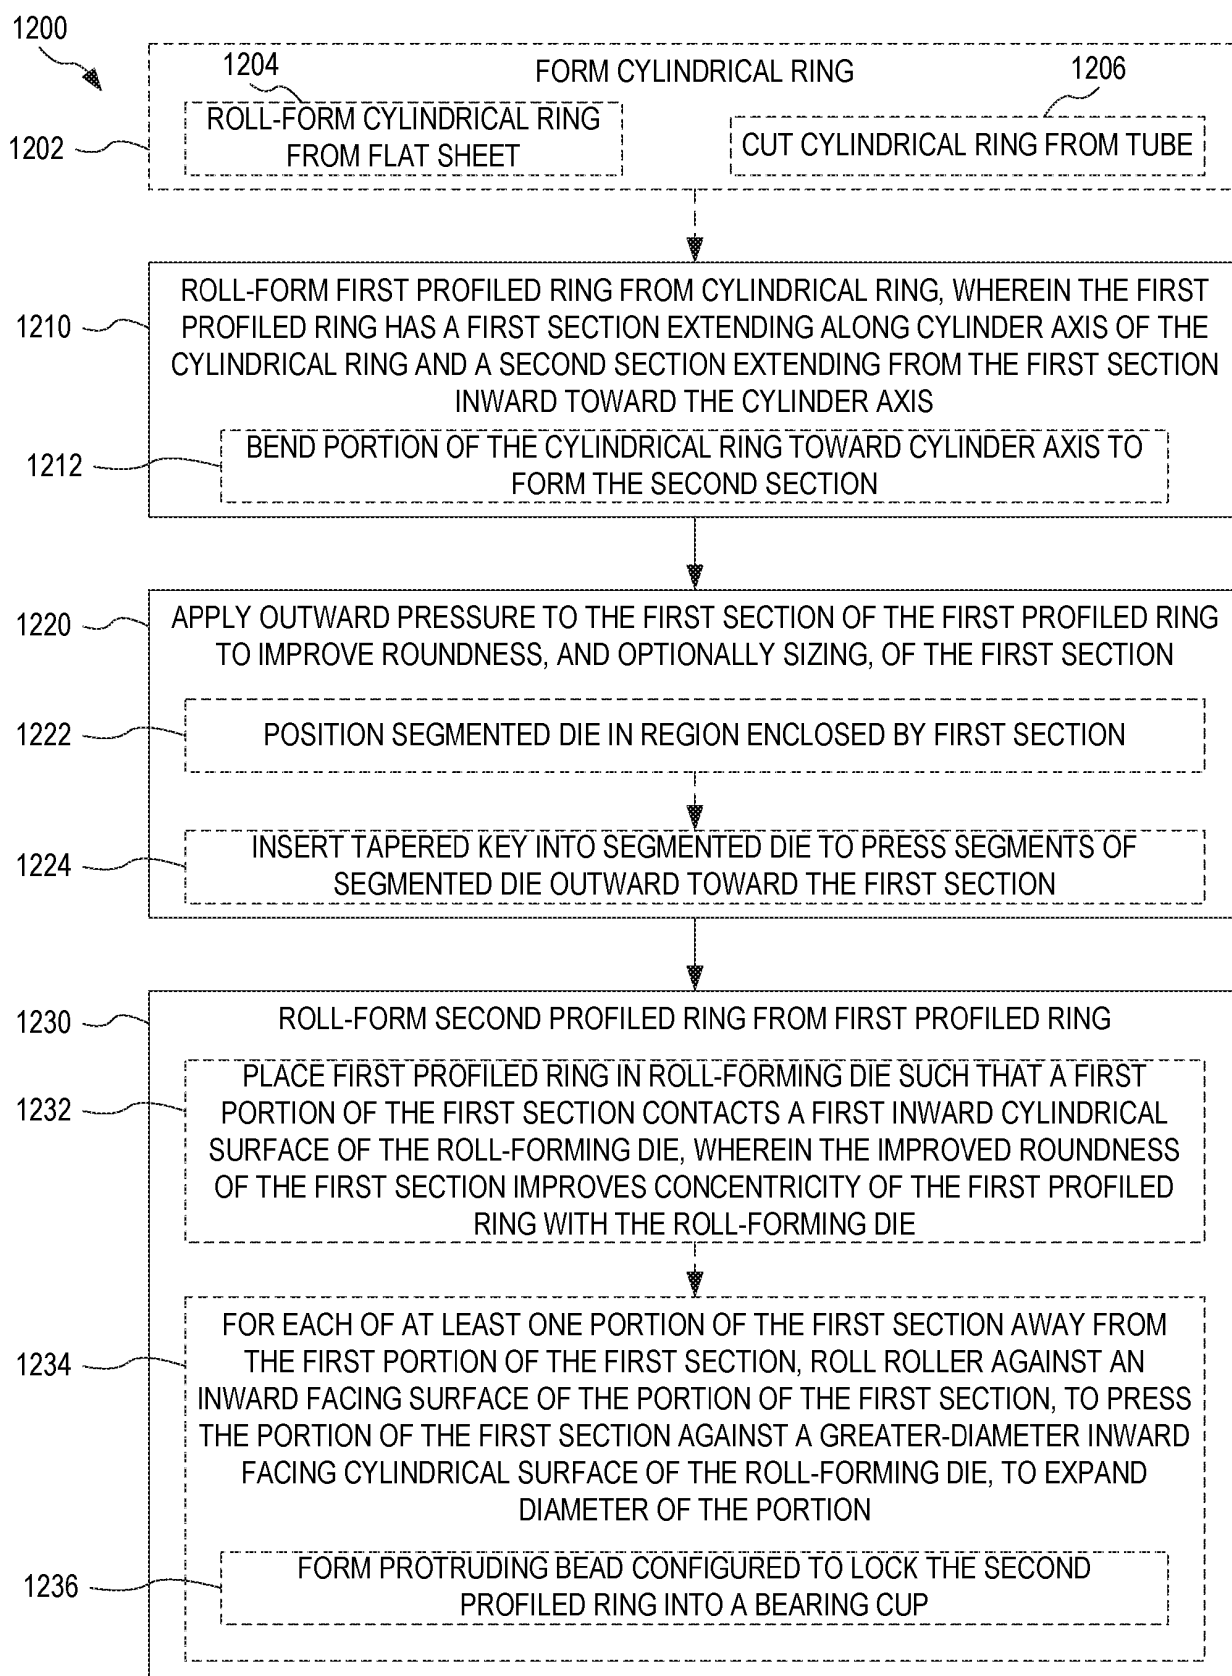 1200
FORM CYLINDRICAL RING
1204
1206
1202
ROLL-FORM CYLINDRICAL RING
FROM FLAT SHEET
CUT CYLINDRICAL RING FROM TUBE
1210
ROLL-FORM FIRST PROFILED RING FROM CYLINDRICAL RING, WHEREIN THE FIRST
PROFILED RING HAS A FIRST SECTION EXTENDING ALONG CYLINDER AXIS OF THE
CYLINDRICAL RING AND A SECOND SECTION EXTENDING FROM THE FIRST SECTION
INWARD TOWARD THE CYLINDER AXIS
1212
BEND PORTION OF THE CYLINDRICAL RING TOWARD CYLINDER AXIS TO
FORM THE SECOND SECTION
1220
APPLY OUTWARD PRESSURE TO THE FIRST SECTION OF THE FIRST PROFILED RING
TO IMPROVE ROUNDNESS, AND OPTIONALLY SIZING, OF THE FIRST SECTION
1222
POSITION SEGMENTED DIE IN REGION ENCLOSED BY FIRST SECTION
1224
INSERT TAPERED KEY INTO SEGMENTED DIE TO PRESS SEGMENTS OF
SEGMENTED DIE OUTWARD TOWARD THE FIRST SECTION
1230
ROLL-FORM SECOND PROFILED RING FROM FIRST PROFILED RING
1232
PLACE FIRST PROFILED RING IN ROLL-FORMING DIE SUCH THAT A FIRST
PORTION OF THE FIRST SECTION CONTACTS A FIRST INWARD CYLINDRICAL
SURFACE OF THE ROLL-FORMING DIE, WHEREIN THE IMPROVED ROUNDNESS
OF THE FIRST SECTION IMPROVES CONCENTRICITY OF THE FIRST PROFILED
RING WITH THE ROLL-FORMING DIE
1234
FOR EACH OF AT LEAST ONE PORTION OF THE FIRST SECTION AWAY FROM
THE FIRST PORTION OF THE FIRST SECTION, ROLL ROLLER AGAINST AN
INWARD FACING SURFACE OF THE PORTION OF THE FIRST SECTION, TO PRESS
THE PORTION OF THE FIRST SECTION AGAINST A GREATER-DIAMETER INWARD
FACING CYLINDRICAL SURFACE OF THE ROLL-FORMING DIE, TO EXPAND
DIAMETER OF THE PORTION
1236
FORM PROTRUDING BEAD CONFIGURED TO LOCK THE SECOND
PROFILED RING INTO A BEARING CUP